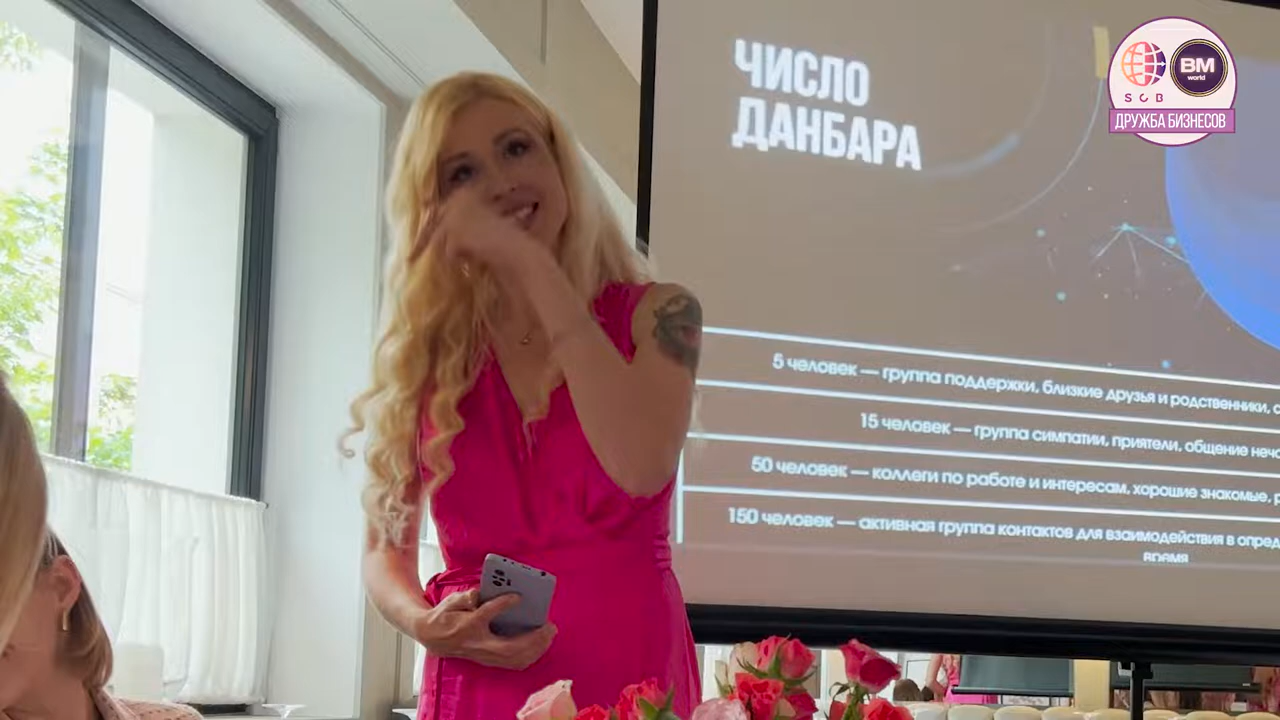 ЧИСЛО
ДАНБАРА
BM
world
SCB
ДРУЖБА БИЗНЕСОВ
5 человек — группа поддержки, близкие друзья и родственники,
15 человек — группа симпатии, приятели, общение
50 человек — коллеги по работе и интересам, хорошие знакомые,
150 человек — активная группа контактов для взаимодействия в
время